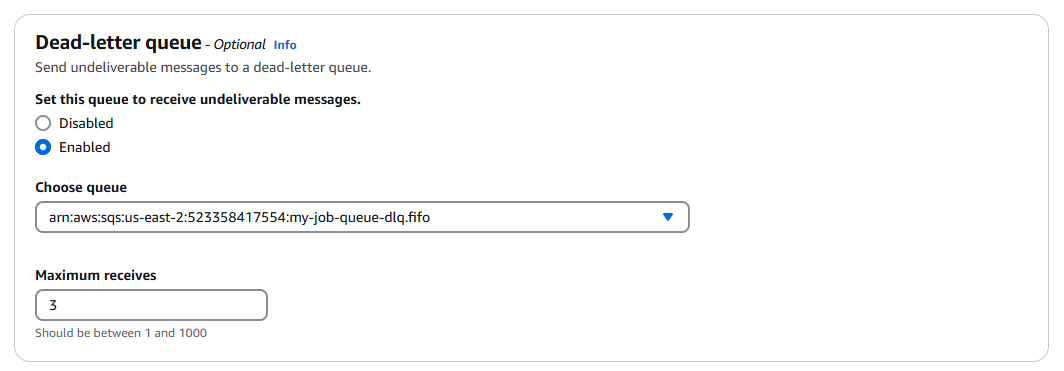 Dead-letter queue - Optional Info
Send undeliverable messages to a dead-letter queue.
Set this queue to receive undeliverable messages.
Disabled
Enabled
Choose queue
arn:aws:sqs:us-east-2:523358417554:my-job-queue-dlq.fifo
Maximum receives
3
Should be between 1 and 1000